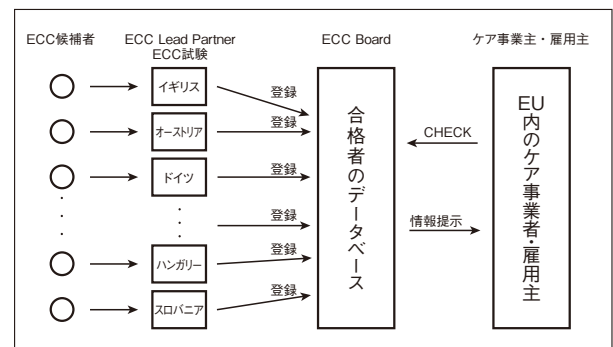 ECC候補者
ECC Lead Partner
ECC試験
ECC Board
ケア事業主・雇用主
イギリス
登録
オーストリア
登録
ドイツ
登録
登録
ハンガリー
登録
スロバニア
登録
合格者のデータベース
CHECK
情報提示
EU内のケア事業者・雇用主